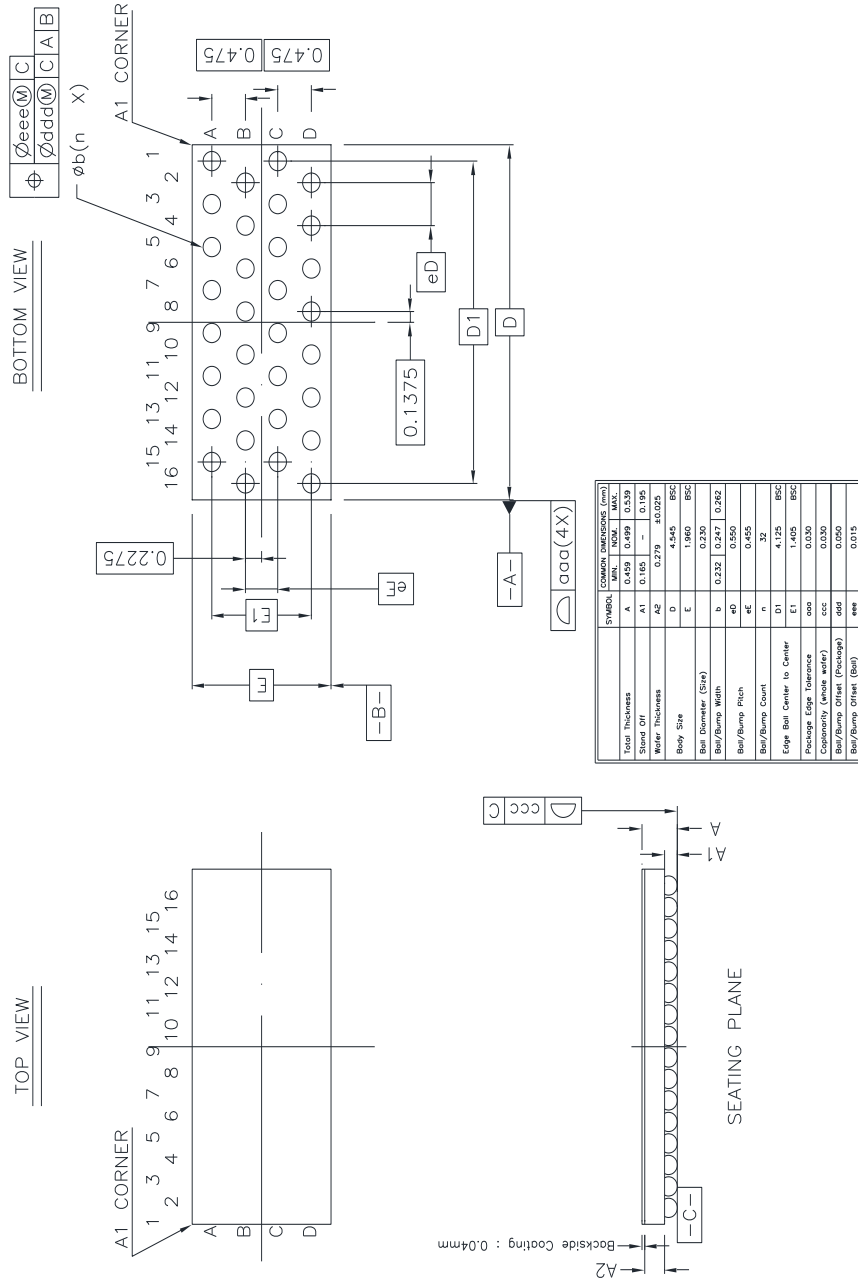 TOP VIEW
A1 CORNER
1 2 3 4 5 6 7 8 9 10 11 12 13 14 15 16
A
B
C
D
BOTTOM VIEW
⌖ Øeee Ⓜ C
Øddd Ⓜ C A B
øb(n X)
A1 CORNER
16 15 14 13 12 11 10 9 8 7 6 5 4 3 2 1
A
B
C
D
0.475
0.475
0.2275
eE
E1
E
-B-
eD
0.1375
D1
D
-A-
⌓ aaa(4X)
Backside Coating : 0.04mm
A2
-C-
⌓ ccc C
A
A1
SEATING PLANE
SYMBOL COMMON DIMENSIONS (mm)
MIN. NOM. MAX.
Total Thickness A 0.459 0.499 0.539
Stand Off A1 0.165 - 0.195
Wafer Thickness A2 0.279 ±0.025
Body Size D 4.545 BSC
E 1.960 BSC
Ball Diameter (Size) 0.230
Ball/Bump Width b 0.232 0.247 0.262
Ball/Bump Pitch eD 0.550
eE 0.455
Ball/Bump Count n 32
Edge Ball Center to Center D1 4.125 BSC
E1 1.405 BSC
Package Edge Tolerance aaa 0.030
Coplanarity (whole wafer) ccc 0.030
Ball/Bump Offset (Package) ddd 0.050
Ball/Bump Offset (Ball) eee 0.015